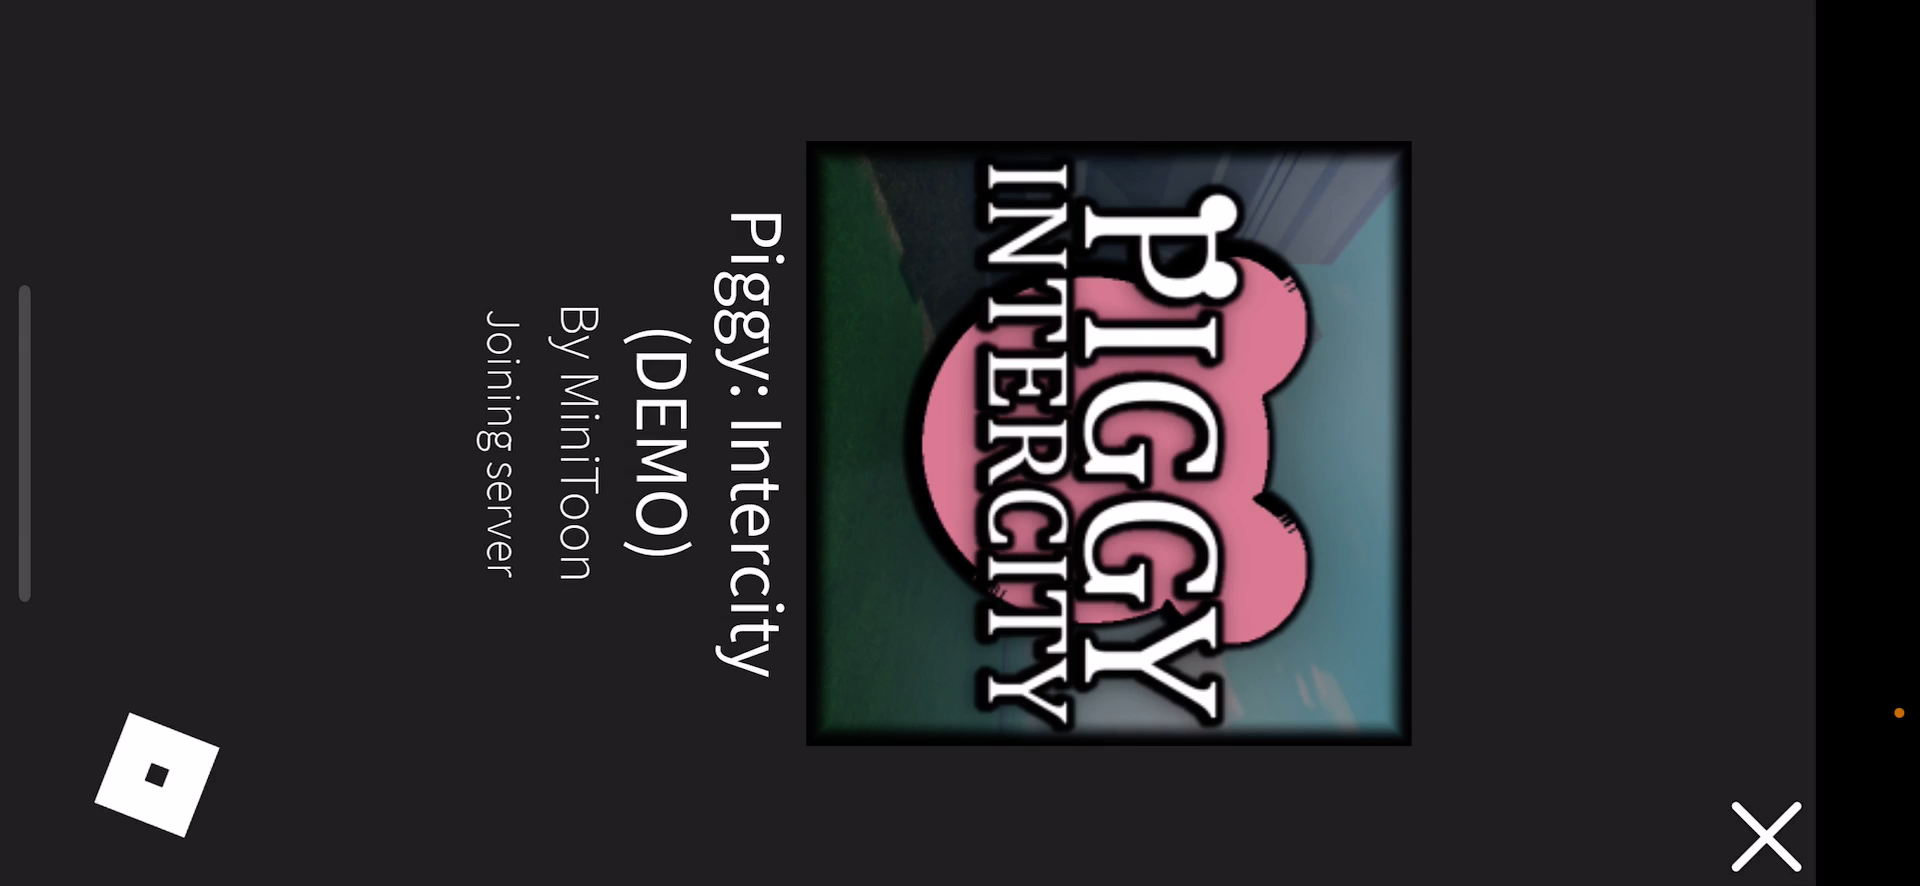 PIGGY
INTERCITY
Piggy: Intercity
(DEMO)
By MiniToon
Joining server